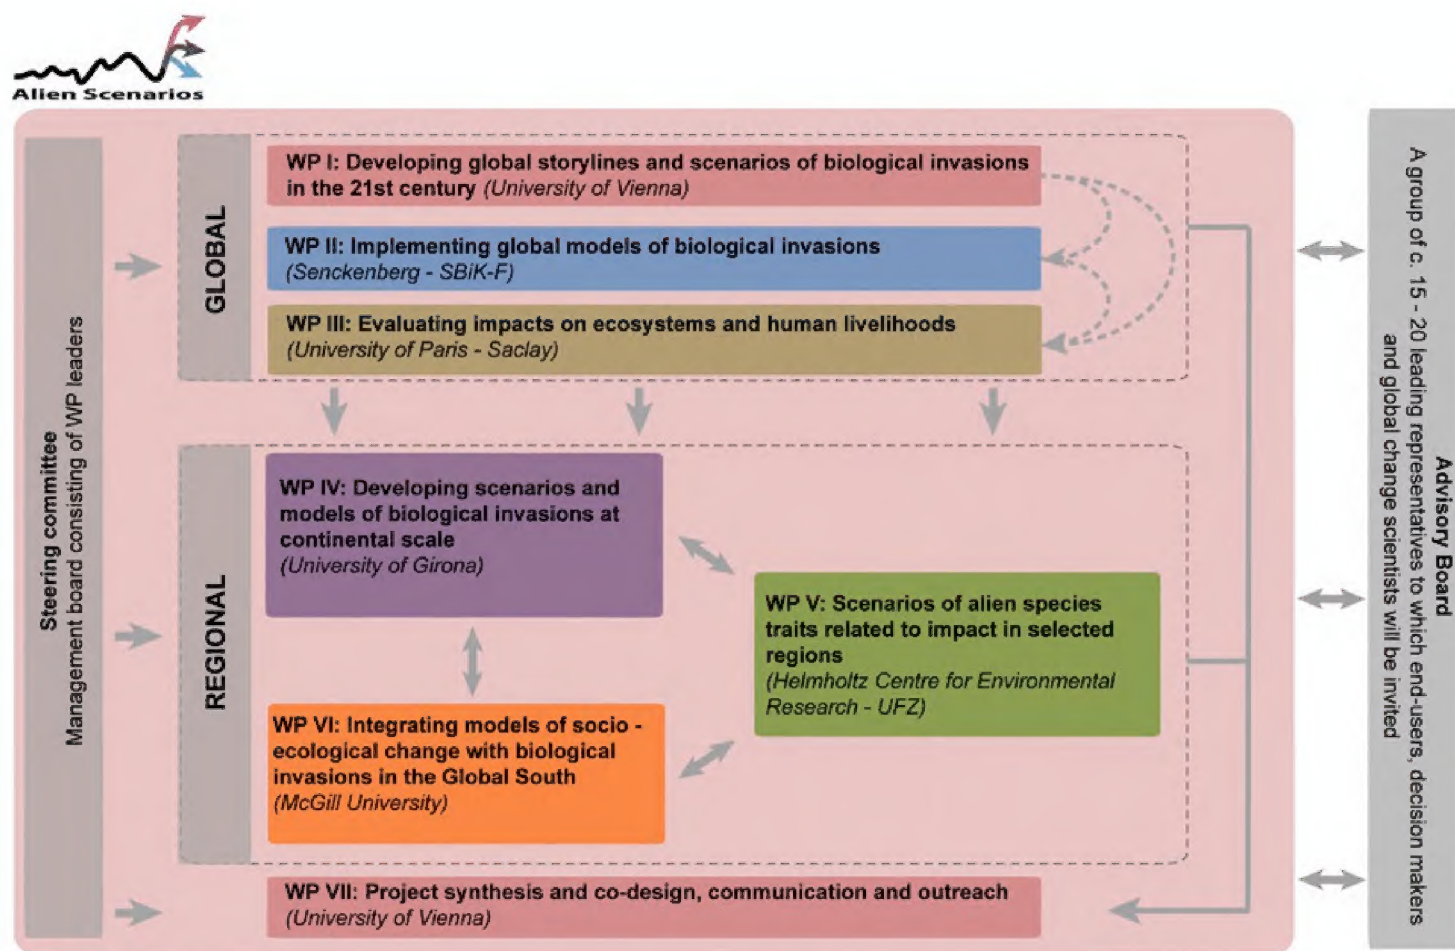 Alien Scenarios
Steering committee
Management board consisting of WP leaders
GLOBAL
WP I: Developing global storylines and scenarios of biological invasions
in the 21st century (University of Vienna)
WP II: Implementing global models of biological invasions
(Senckenberg - SBiK-F)
WP III: Evaluating impacts on ecosystems and human livelihoods
(University of Paris - Saclay)
REGIONAL
WP IV: Developing scenarios and
models of biological invasions at
continental scale
(University of Girona)
WP V: Scenarios of alien species
traits related to impact in selected
regions
(Helmholtz Centre for Environmental
Research - UFZ)
WP VI: Integrating models of socio -
ecological change with biological
invasions in the Global South
(McGill University)
WP VII: Project synthesis and co-design, communication and outreach
(University of Vienna)
Advisory Board
A group of c. 15 - 20 leading representatives to which end-users, decision makers
and global change scientists will be invited